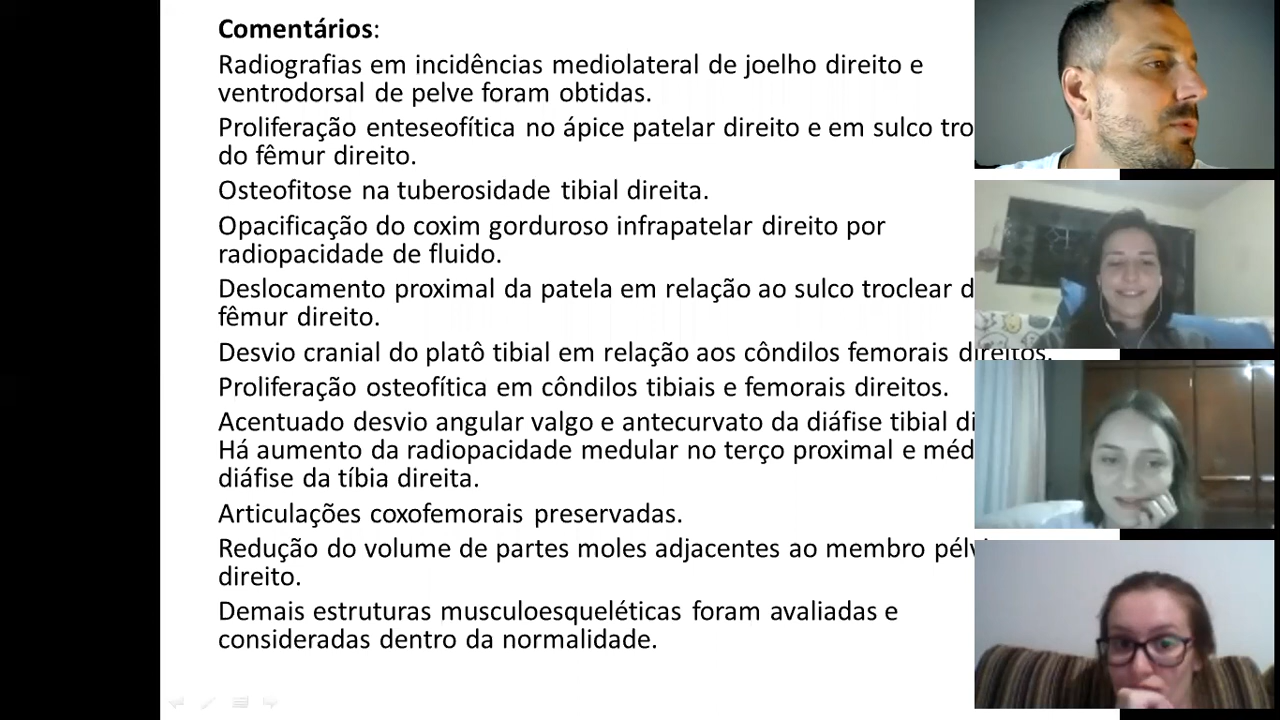 Comentários:
Radiografias em incidências mediolateral de joelho direito e
ventrodorsal de pelve foram obtidas.
Proliferação enteseofítica no ápice patelar direito e em sulco tro
do fêmur direito.
Osteofitose na tuberosidade tibial direita.
Opacificação do coxim gorduroso infrapatelar direito por
radiopacidade de fluido.
Deslocamento proximal da patela em relação ao sulco troclear d
fêmur direito.
Desvio cranial do platô tibial em relação aos côndilos femorais direitos.
Proliferação osteofítica em côndilos tibiais e femorais direitos.
Acentuado desvio angular valgo e antecurvato da diáfise tibial di
Há aumento da radiopacidade medular no terço proximal e méd
diáfise da tíbia direita.
Articulações coxofemorais preservadas.
Redução do volume de partes moles adjacentes ao membro pélv
direito.
Demais estruturas musculoesqueléticas foram avaliadas e
consideradas dentro da normalidade.